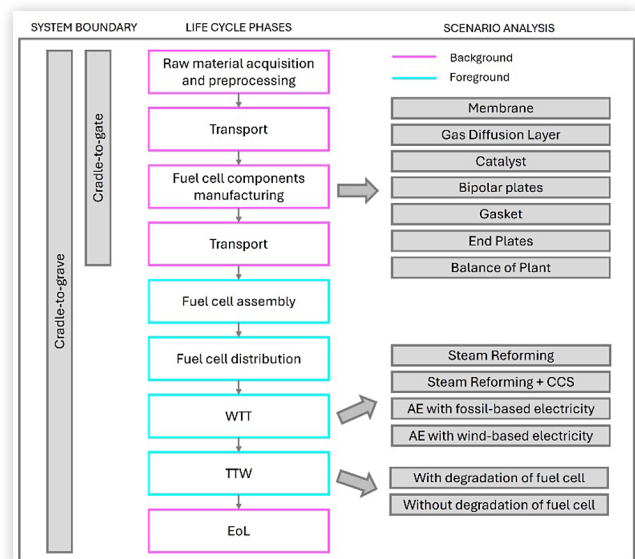 SYSTEM BOUNDARY
LIFE CYCLE PHASES
SCENARIO ANALYSIS
Cradle-to-grave
Cradle-to-gate
Raw material acquisition
and preprocessing
Transport
Fuel cell components
manufacturing
Transport
Fuel cell assembly
Fuel cell distribution
WTT
TTW
EoL
Background
Foreground
Membrane
Gas Diffusion Layer
Catalyst
Bipolar plates
Gasket
End Plates
Balance of Plant
Steam Reforming
Steam Reforming + CCS
AE with fossil-based electricity
AE with wind-based electricity
With degradation of fuel cell
Without degradation of fuel cell